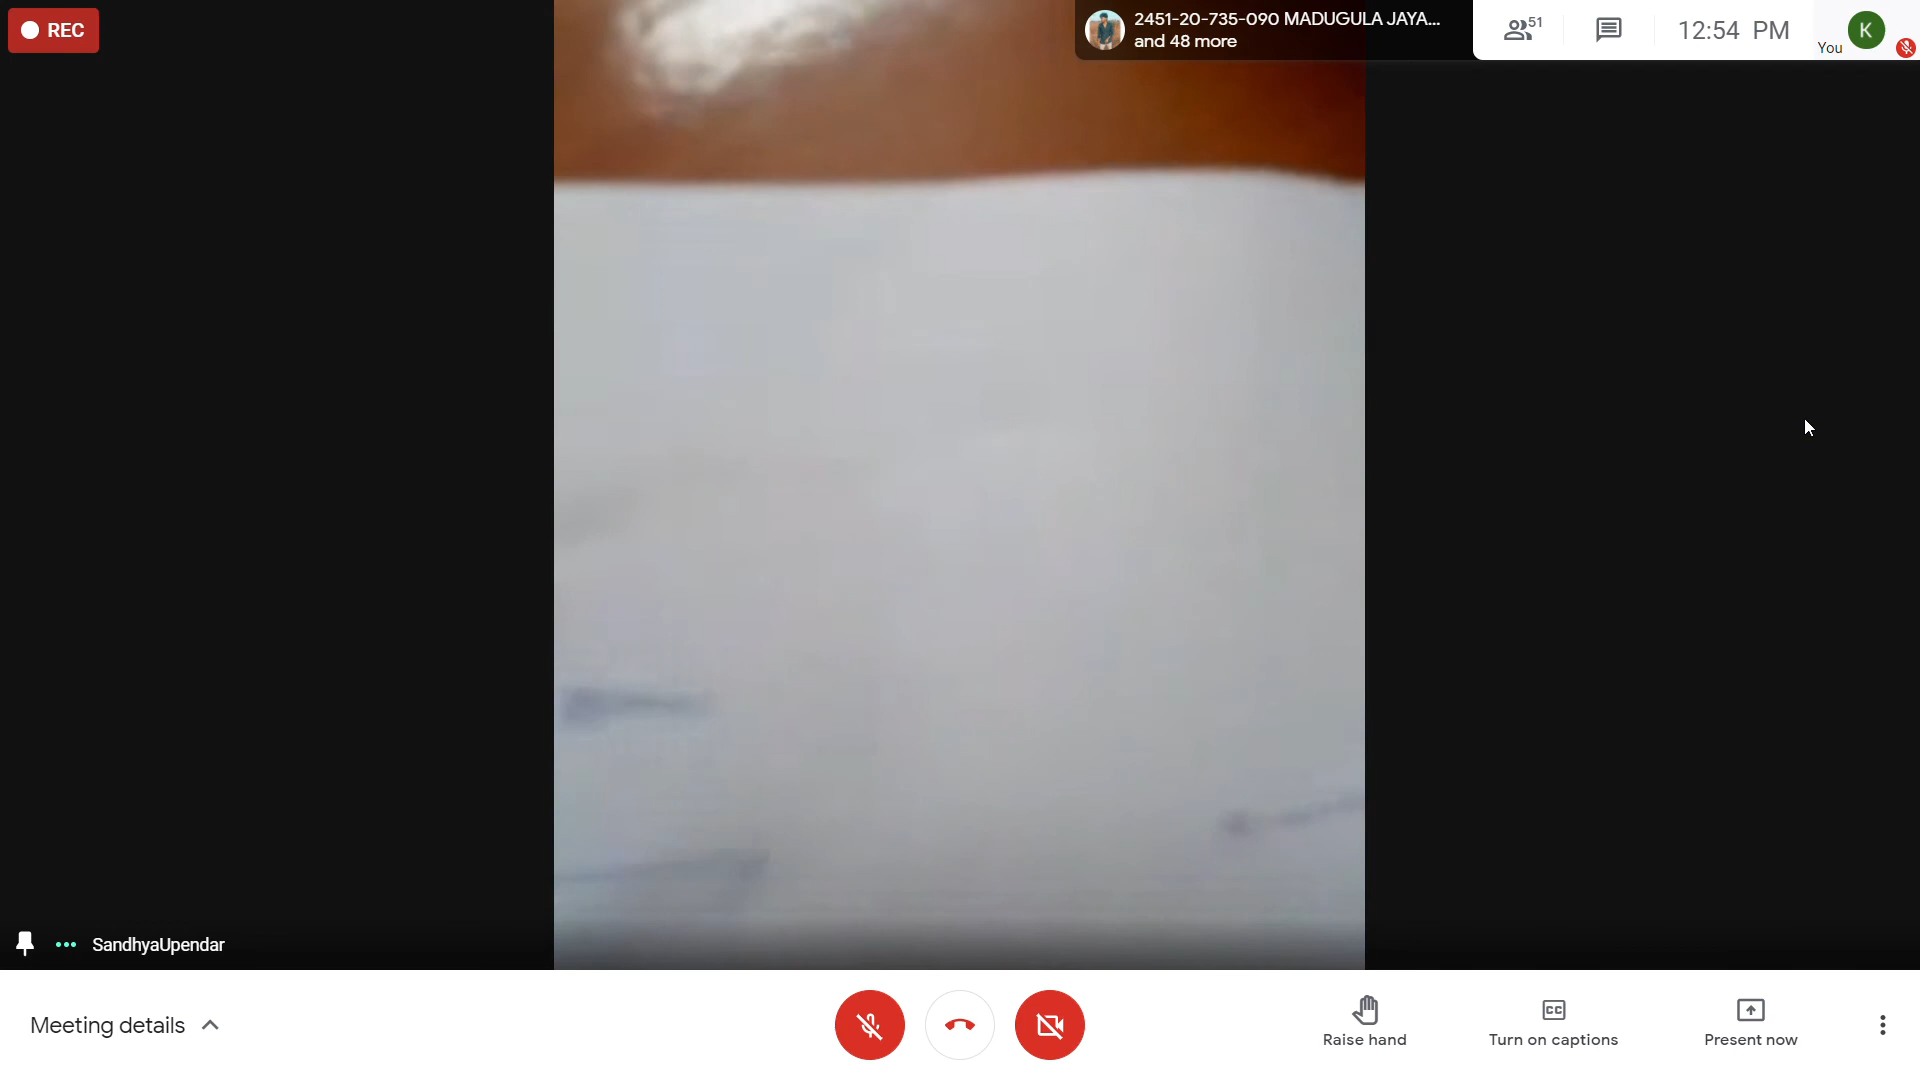 REC
2451-20-735-090 MADUGULA JAYA...
and 48 more
51
12:54 PM
You
K
SandhyaUpendar
Meeting details
Raise hand
CC
Turn on captions
Present now